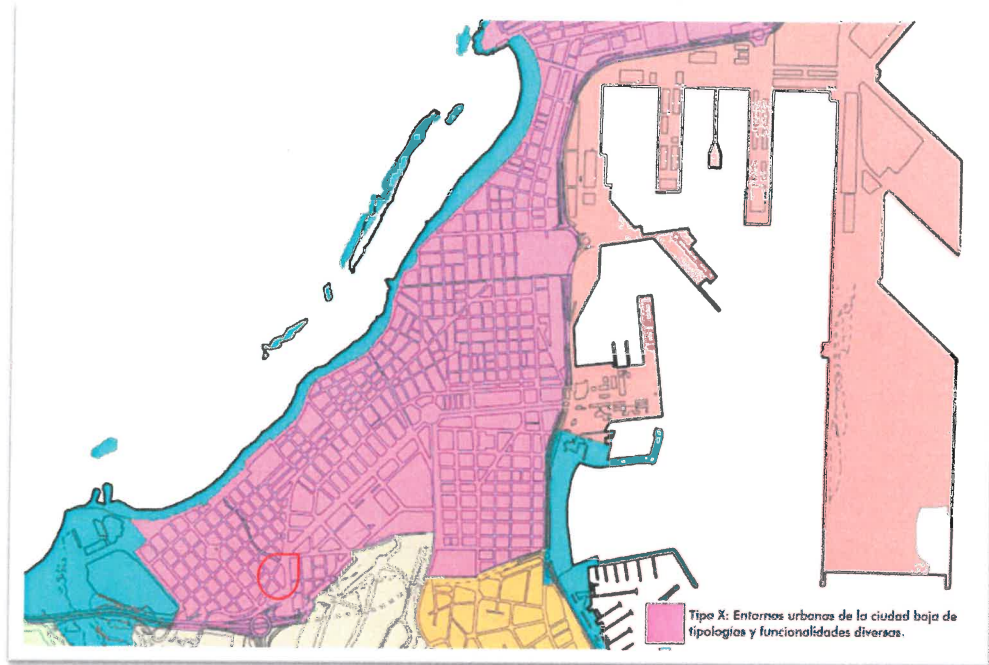 Tipo X: Entornos urbanos de la ciudad baja de
tipologías y funcionalidades diversas.